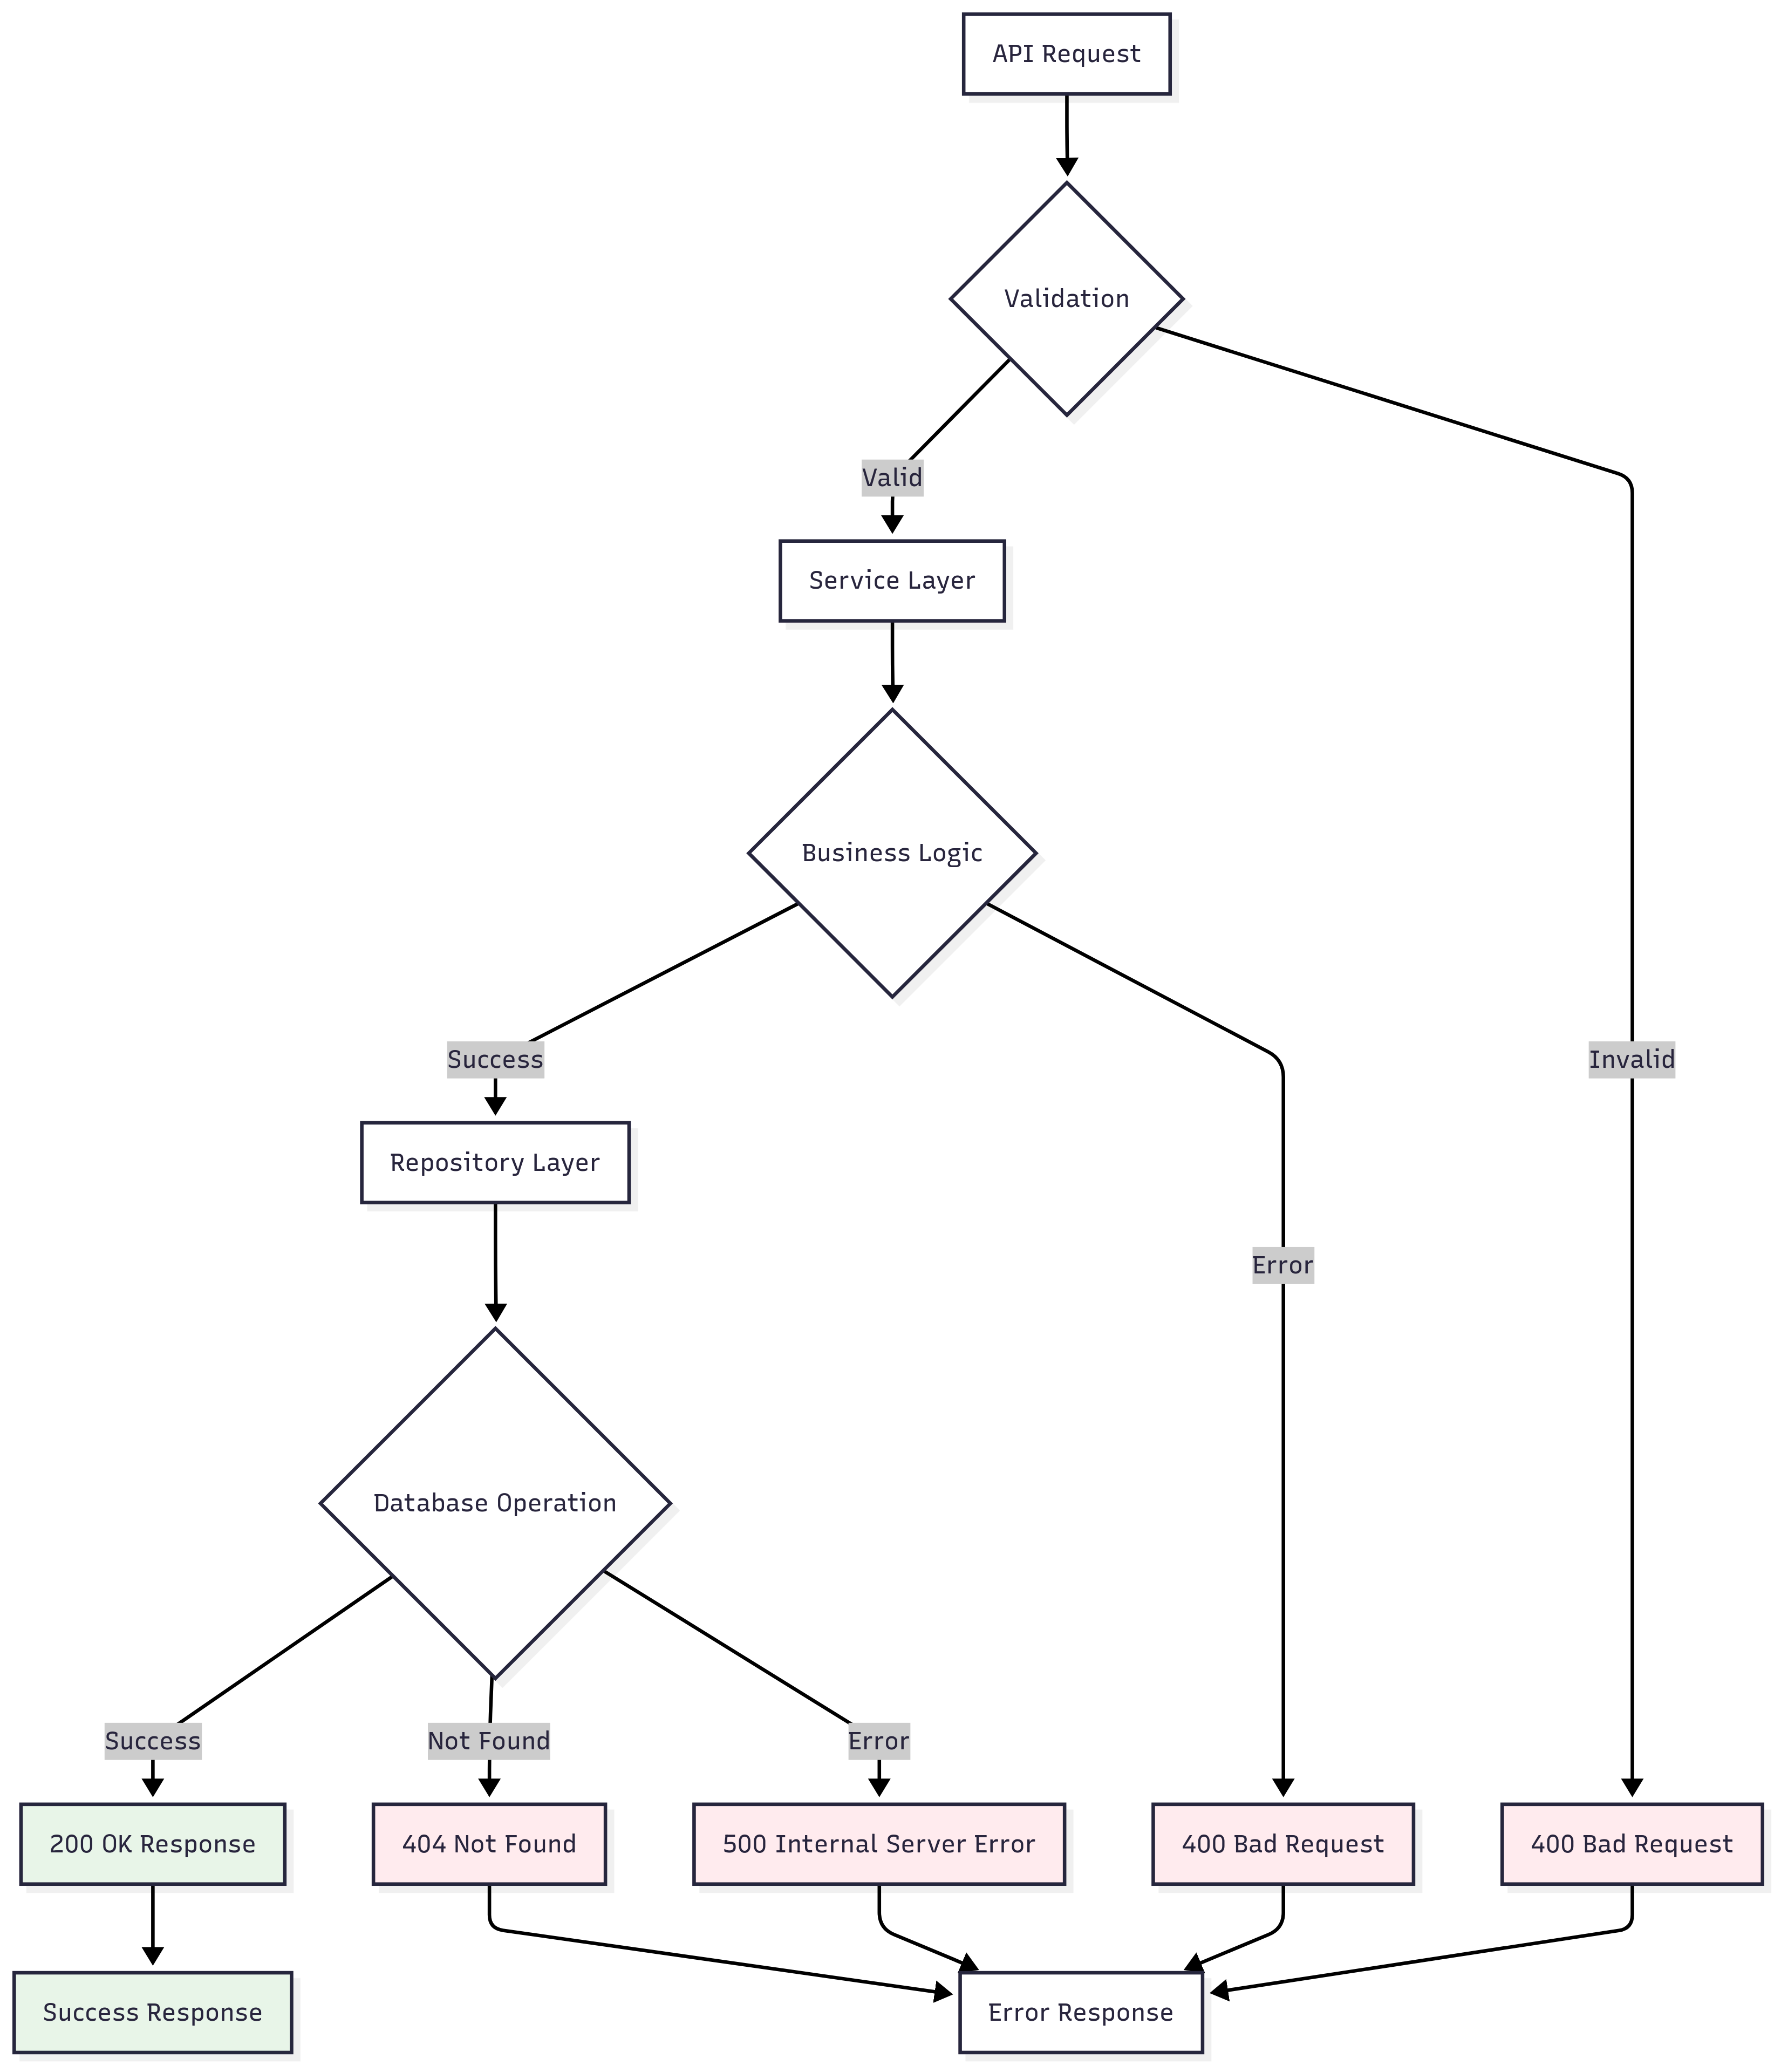 API Request
Validation
Valid
Service Layer
Business Logic
Success
Invalid
Repository Layer
Error
Database Operation
Success
Not Found
Error
200 OK Response
404 Not Found
500 Internal Server Error
400 Bad Request
400 Bad Request
Success Response
Error Response